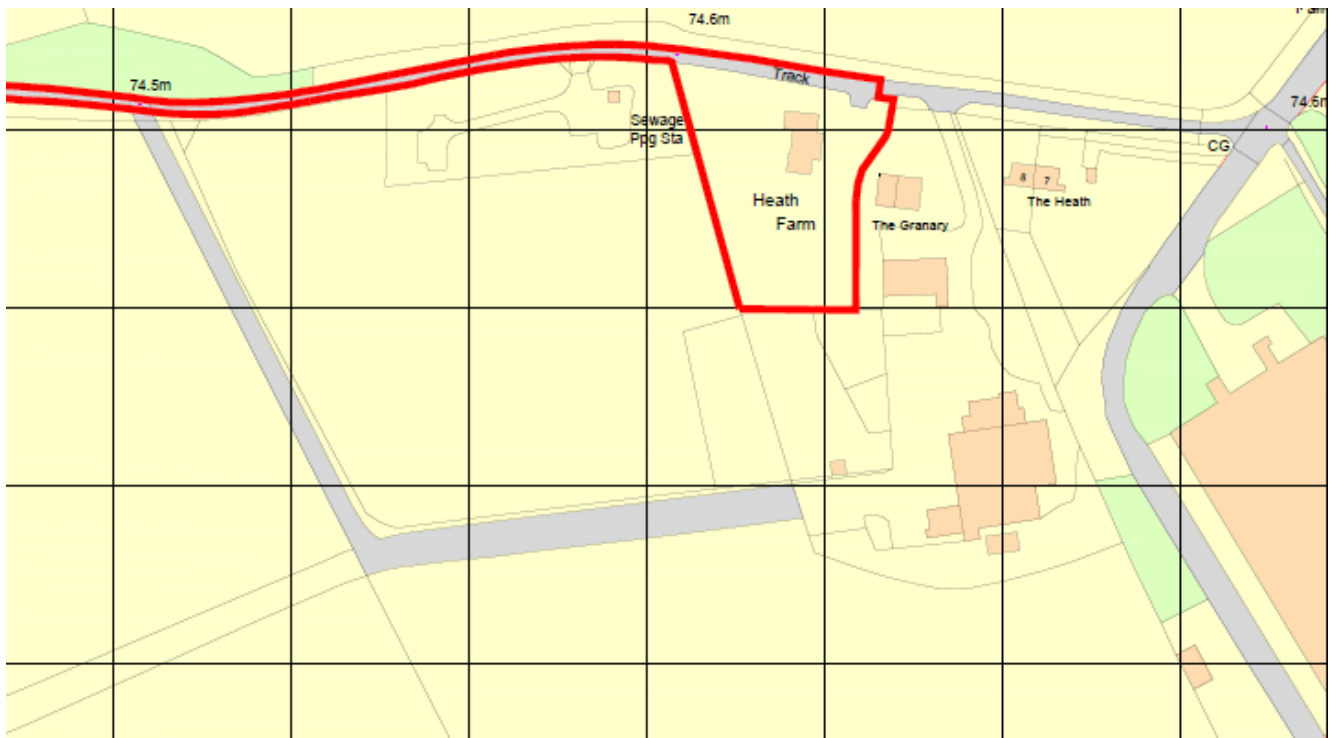 74.6m
74.5m
Track
74.6m
Sewage
Ppg Sta
CG
8 7
The Heath
Heath
Farm
The Granary